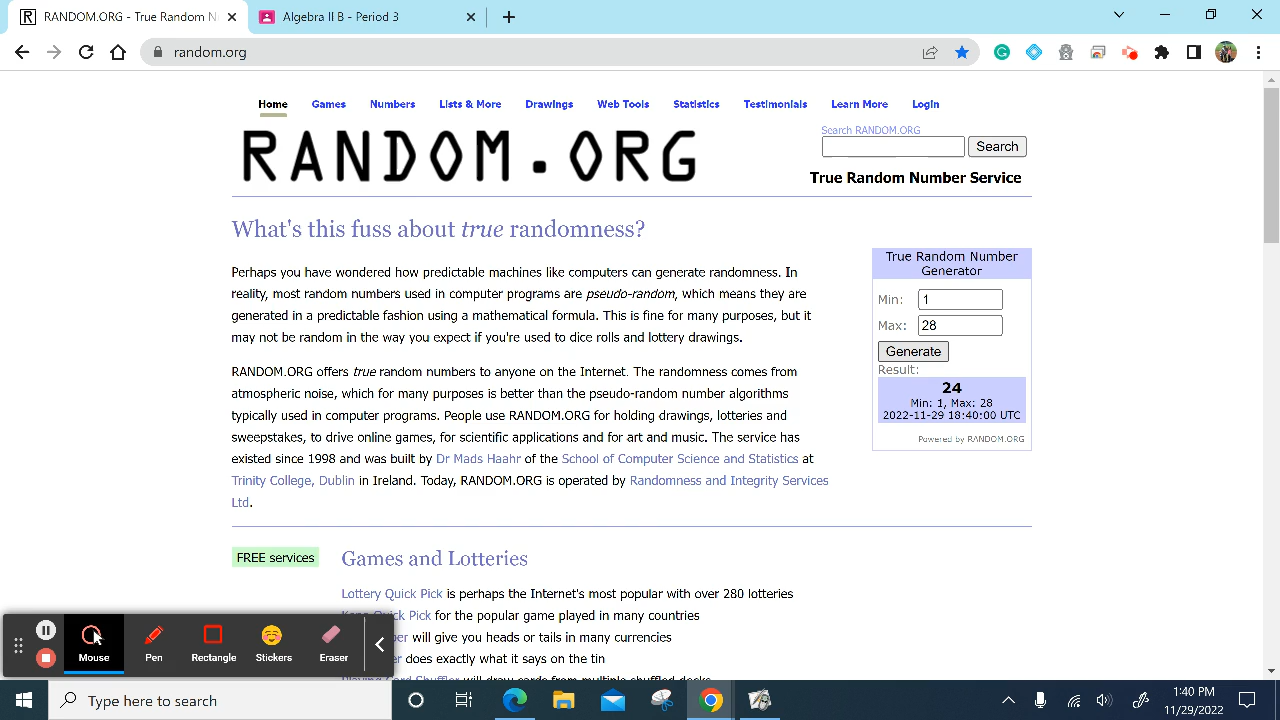 RANDOM.ORG - True Random N
Algebra II B - Period 3
random.org
Home Games Numbers Lists & More Drawings Web Tools Statistics Testimonials Learn More Login
RANDOM.ORG
Search RANDOM.ORG
Search
True Random Number Service
What's this fuss about true randomness?
Perhaps you have wondered how predictable machines like computers can generate randomness. In
reality, most random numbers used in computer programs are pseudo-random, which means they are
generated in a predictable fashion using a mathematical formula. This is fine for many purposes, but it
may not be random in the way you expect if you're used to dice rolls and lottery drawings.
RANDOM.ORG offers true random numbers to anyone on the Internet. The randomness comes from
atmospheric noise, which for many purposes is better than the pseudo-random number algorithms
typically used in computer programs. People use RANDOM.ORG for holding drawings, lotteries and
sweepstakes, to drive online games, for scientific applications and for art and music. The service has
existed since 1998 and was built by Dr Mads Haahr of the School of Computer Science and Statistics at
Trinity College, Dublin in Ireland. Today, RANDOM.ORG is operated by Randomness and Integrity Services
Ltd.
True Random Number
Generator
Min: 1
Max: 28
Generate
Result:
24
Min: 1, Max: 28
2022-11-29 18:40:00 UTC
Powered by RANDOM.ORG
FREE services
Games and Lotteries
Lottery Quick Pick is perhaps the Internet's most popular with over 280 lotteries
Quick Pick for the popular game played in many countries
will give you heads or tails in many currencies
does exactly what it says on the tin
will draw cards from multiple shuffled decks
Mouse Pen Rectangle Stickers Eraser
Type here to search
1:40 PM
11/29/2022